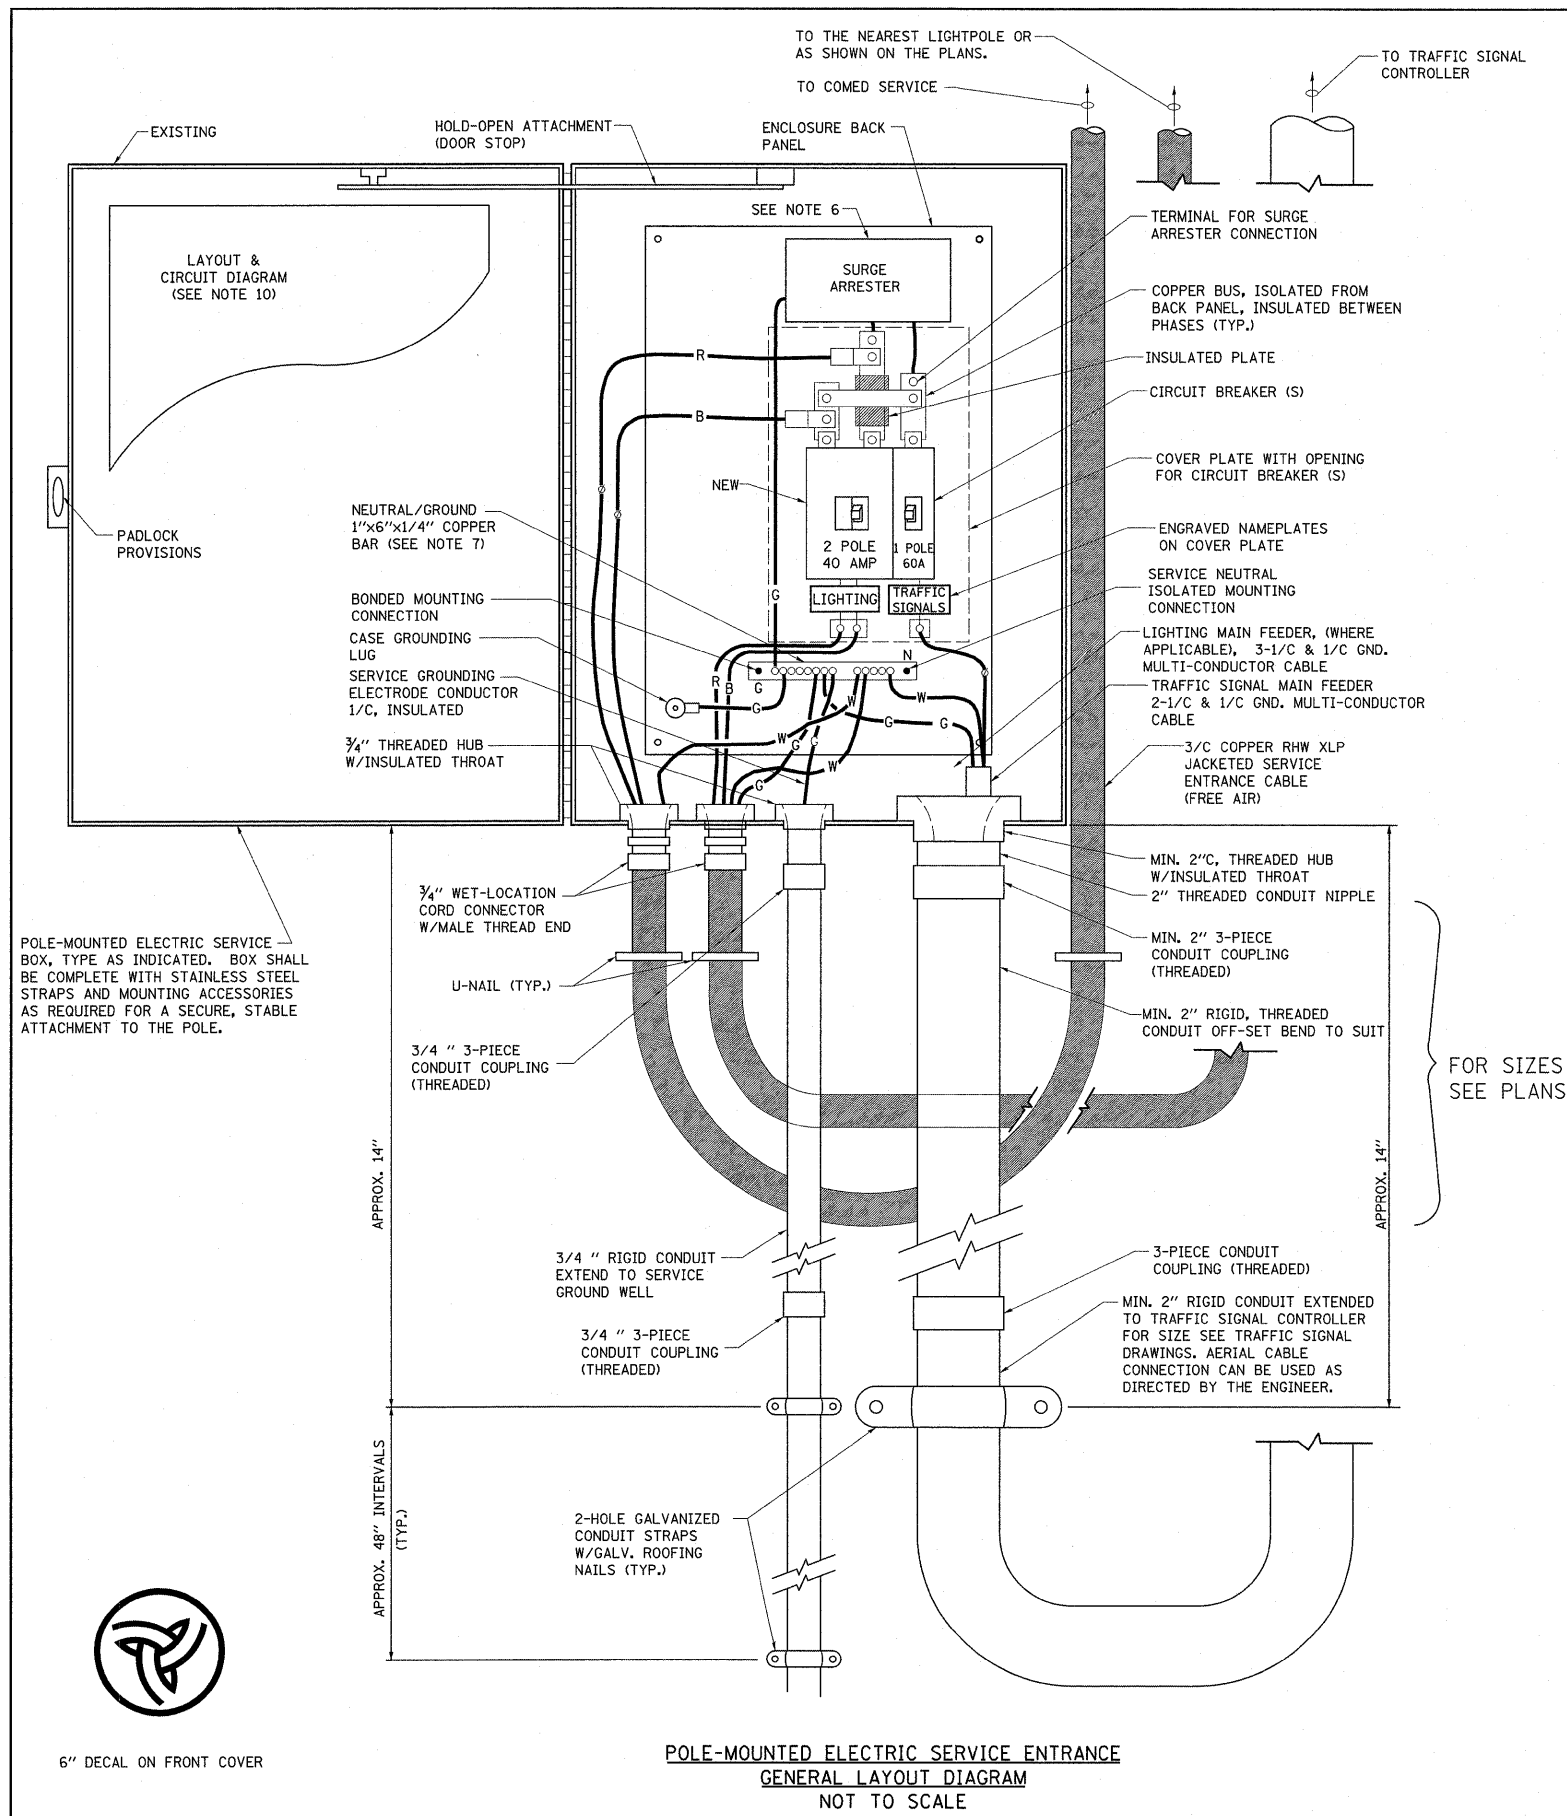 TO THE NEAREST LIGHTPOLE OR
AS SHOWN ON THE PLANS.
TO TRAFFIC SIGNAL
CONTROLLER
TO COMED SERVICE
EXISTING
HOLD-OPEN ATTACHMENT
(DOOR STOP)
ENCLOSURE BACK
PANEL
SEE NOTE 6
TERMINAL FOR SURGE
ARRESTER CONNECTION
LAYOUT &
CIRCUIT DIAGRAM
(SEE NOTE 10)
SURGE
ARRESTER
COPPER BUS, ISOLATED FROM
BACK PANEL, INSULATED BETWEEN
PHASES (TYP.)
R
INSULATED PLATE
CIRCUIT BREAKER (S)
B
COVER PLATE WITH OPENING
FOR CIRCUIT BREAKER (S)
NEW
Ø
Ø
NEUTRAL/GROUND
1"x6"x1/4" COPPER
BAR (SEE NOTE 7)
PADLOCK
PROVISIONS
ENGRAVED NAMEPLATES
ON COVER PLATE
2 POLE
40 AMP
1 POLE
60A
SERVICE NEUTRAL
ISOLATED MOUNTING
CONNECTION
BONDED MOUNTING
CONNECTION
G
LIGHTING
TRAFFIC
SIGNALS
CASE GROUNDING
LUG
LIGHTING MAIN FEEDER, (WHERE
APPLICABLE), 3-1/C & 1/C GND.
MULTI-CONDUCTOR CABLE
N
SERVICE GROUNDING
ELECTRODE CONDUCTOR
1/C, INSULATED
R
B
G
Ø
TRAFFIC SIGNAL MAIN FEEDER
2-1/C & 1/C GND. MULTI-CONDUCTOR
CABLE
G
W
W
G
G
3/4" THREADED HUB
W/INSULATED THROAT
W
G
G
3/C COPPER RHW XLP
JACKETED SERVICE
ENTRANCE CABLE
(FREE AIR)
W
G
MIN. 2"C, THREADED HUB
W/INSULATED THROAT
2" THREADED CONDUIT NIPPLE
3/4" WET-LOCATION
CORD CONNECTOR
W/MALE THREAD END
MIN. 2" 3-PIECE
CONDUIT COUPLING
(THREADED)
POLE-MOUNTED ELECTRIC SERVICE
BOX, TYPE AS INDICATED. BOX SHALL
BE COMPLETE WITH STAINLESS STEEL
STRAPS AND MOUNTING ACCESSORIES
AS REQUIRED FOR A SECURE, STABLE
ATTACHMENT TO THE POLE.
U-NAIL (TYP.)
MIN. 2" RIGID, THREADED
CONDUIT OFF-SET BEND TO SUIT
3/4 " 3-PIECE
CONDUIT COUPLING
(THREADED)
FOR SIZES
SEE PLANS
APPROX. 14"
APPROX. 14"
3/4 " RIGID CONDUIT
EXTEND TO SERVICE
GROUND WELL
3-PIECE CONDUIT
COUPLING (THREADED)
3/4 " 3-PIECE
CONDUIT COUPLING
(THREADED)
MIN. 2" RIGID CONDUIT EXTENDED
TO TRAFFIC SIGNAL CONTROLLER
FOR SIZE SEE TRAFFIC SIGNAL
DRAWINGS. AERIAL CABLE
CONNECTION CAN BE USED AS
DIRECTED BY THE ENGINEER.
APPROX. 48" INTERVALS
(TYP.)
2-HOLE GALVANIZED
CONDUIT STRAPS
W/GALV. ROOFING
NAILS (TYP.)
6" DECAL ON FRONT COVER
POLE-MOUNTED ELECTRIC SERVICE ENTRANCE
GENERAL LAYOUT DIAGRAM
NOT TO SCALE